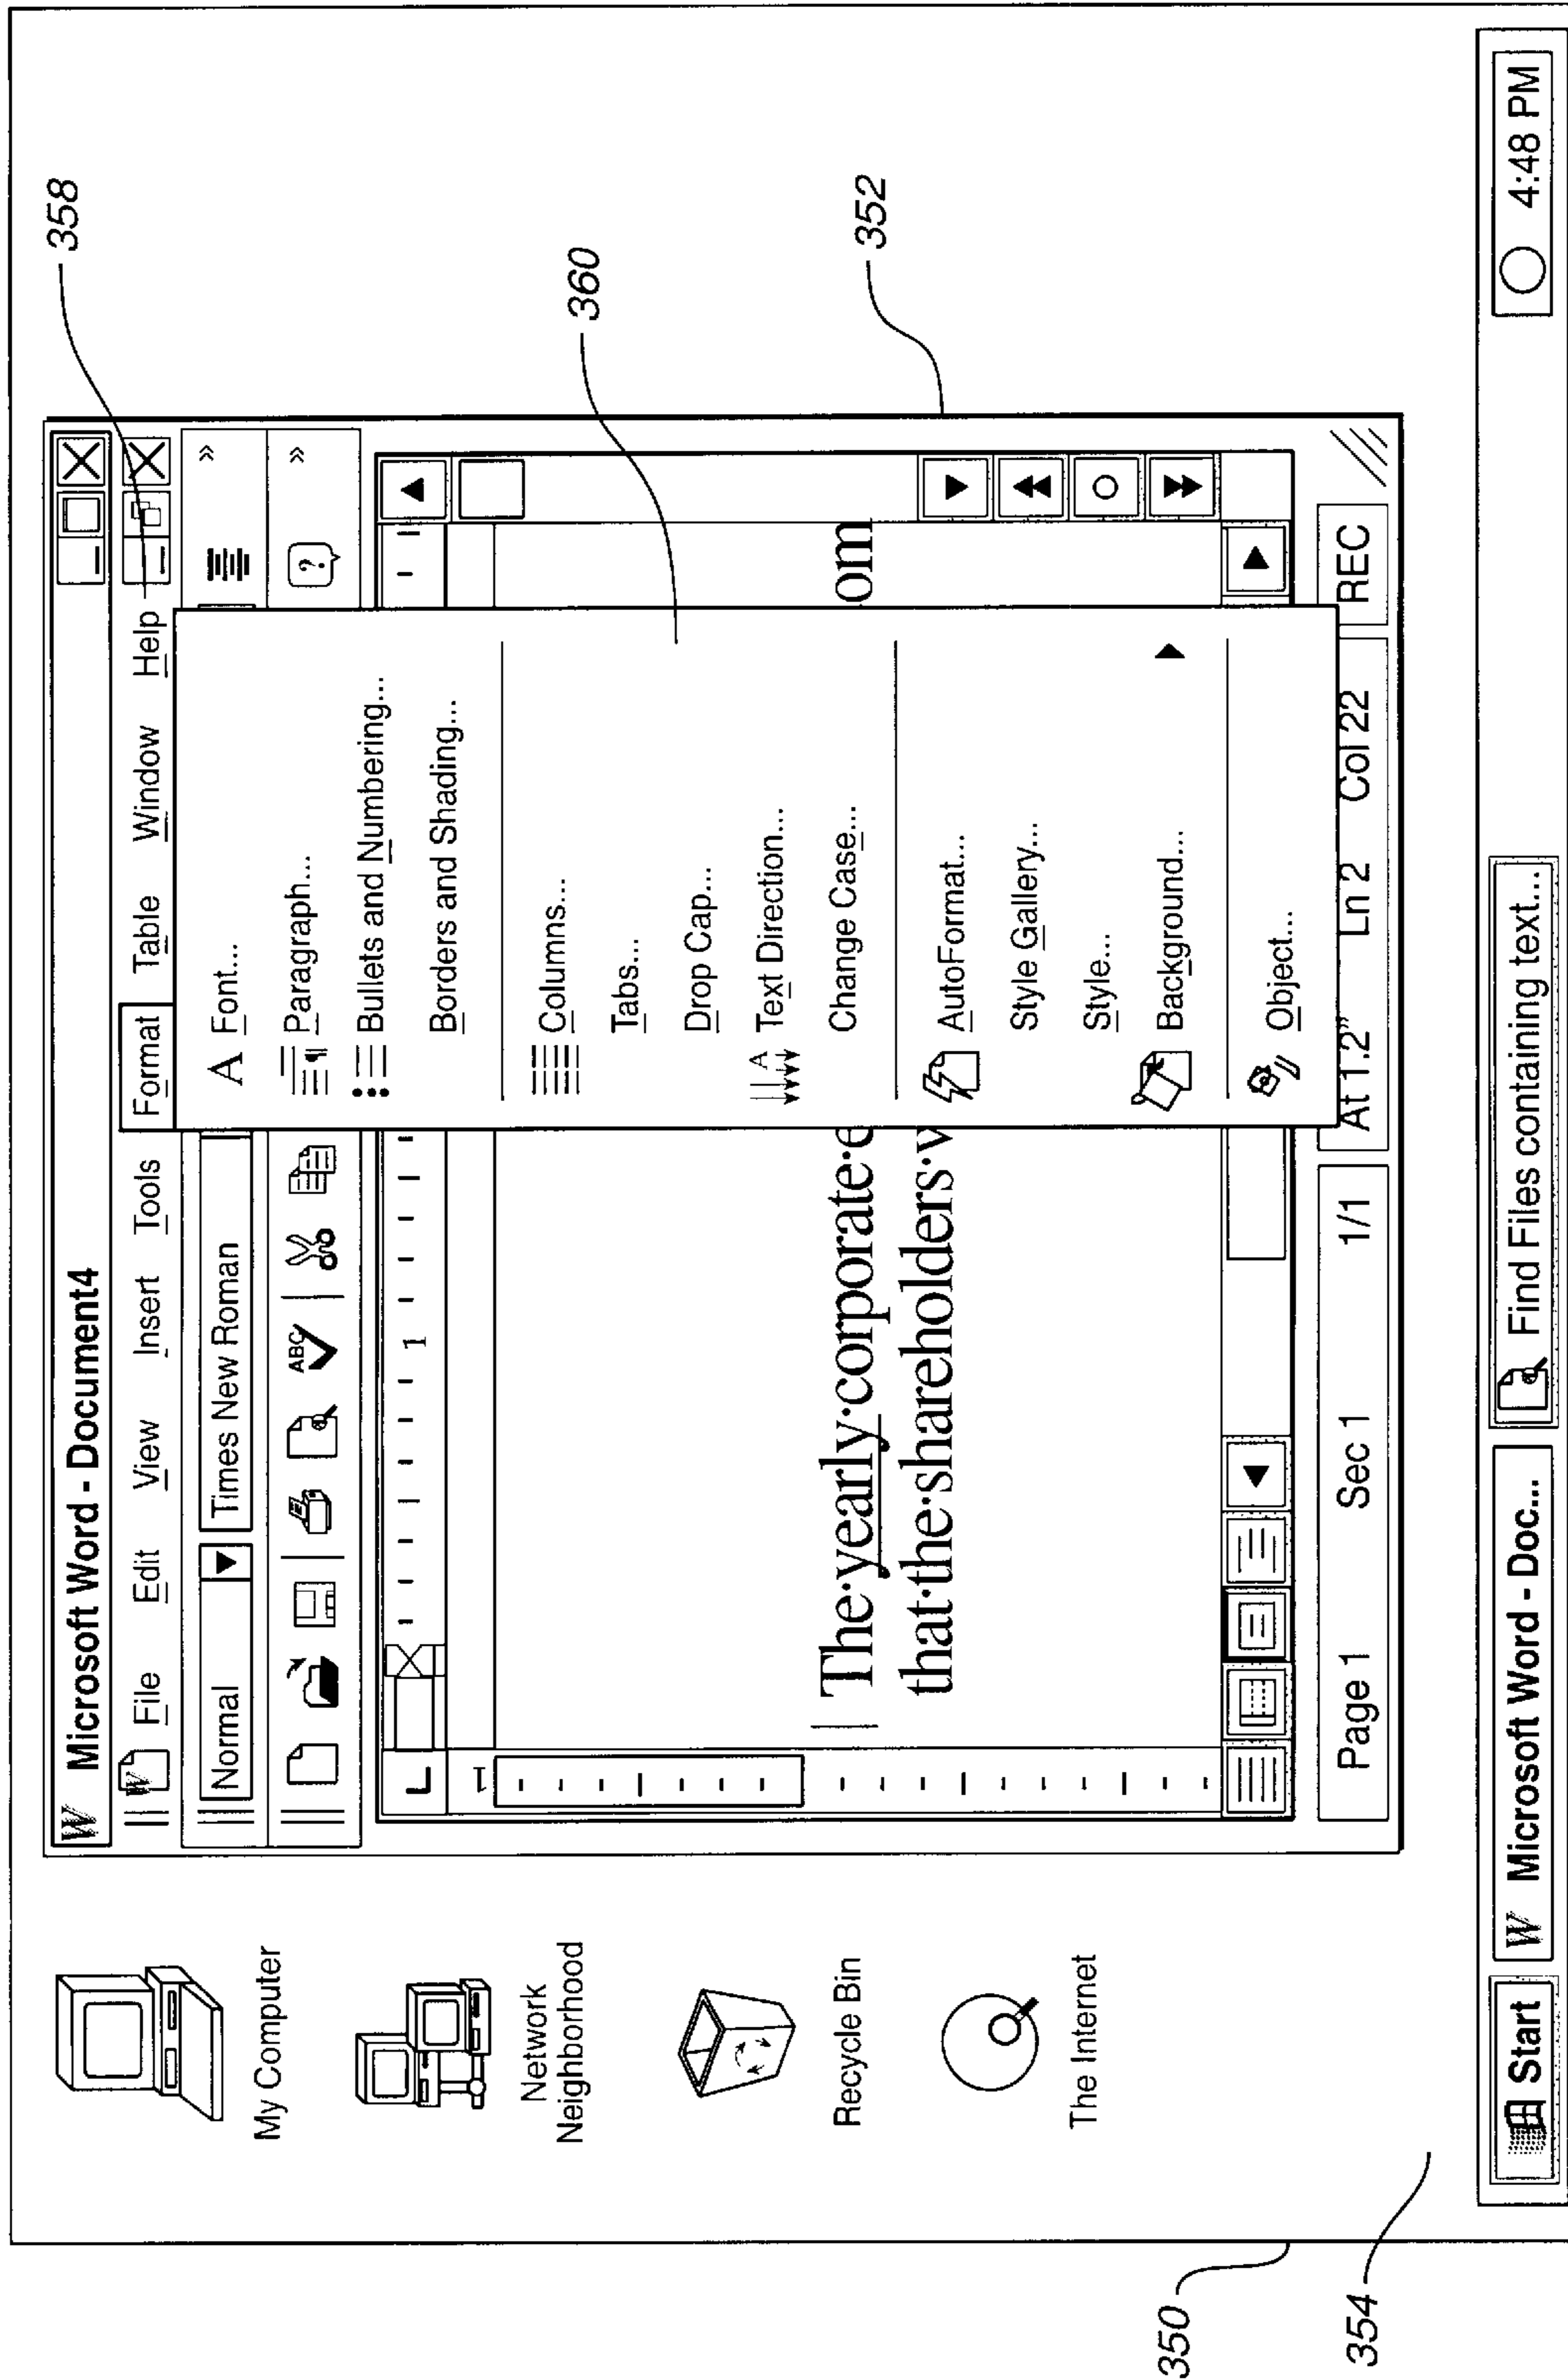 358
360
352
350
354
My Computer
Network
Neighborhood
Recycle Bin
The Internet
W Microsoft Word - Document4
W File Edit View Insert Tools Format Table Window Help
Normal Times New Roman
ABC ?
L 1
1
A Font...
Paragraph...
Bullets and Numbering...
Borders and Shading...
Columns...
Tabs...
Drop Cap...
A Text Direction...
Change Case...
AutoFormat...
Style Gallery...
Style...
Background...
Object...
The·yearly·corporate·e om
that·the·shareholders·v
Page 1 Sec 1 1/1 At 1.2" Ln 2 Col 22 REC
Start W Microsoft Word - Doc... Find Files containing text... 4:48 PM